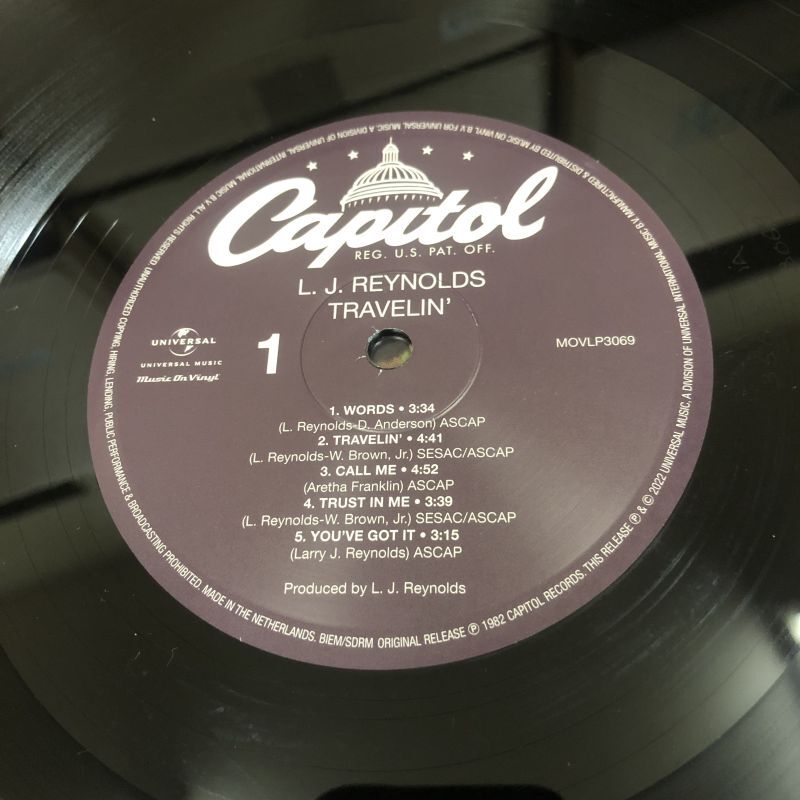 Capitol
REG. U.S. PAT. OFF.
L. J. REYNOLDS
TRAVELIN'
UNIVERSAL
UNIVERSAL MUSIC
Music On Vinyl
1
MOVLP3069
1. WORDS • 3:34
(L. Reynolds-D. Anderson) ASCAP
2. TRAVELIN' • 4:41
(L. Reynolds-W. Brown, Jr.) SESAC/ASCAP
3. CALL ME • 4:52
(Aretha Franklin) ASCAP
4. TRUST IN ME • 3:39
(L. Reynolds-W. Brown, Jr.) SESAC/ASCAP
5. YOU'VE GOT IT • 3:15
(Larry J. Reynolds) ASCAP
Produced by L. J. Reynolds
MANUFACTURED & DISTRIBUTED BY MUSIC ON VINYL B.V. FOR UNIVERSAL MUSIC, A DIVISION OF UNIVERSAL INTERNATIONAL MUSIC B.V. ALL RIGHTS RESERVED. UNAUTHORIZED COPYING, HIRING, LENDING, PUBLIC PERFORMANCE & BROADCASTING PROHIBITED. MADE IN THE NETHERLANDS. BIEM/SDRM ORIGINAL RELEASE ℗ 1982 CAPITOL RECORDS. THIS RELEASE ℗ & © 2022 UNIVERSAL MUSIC, A DIVISION OF UNIVERSAL INTERNATIONAL MUSIC B.V.